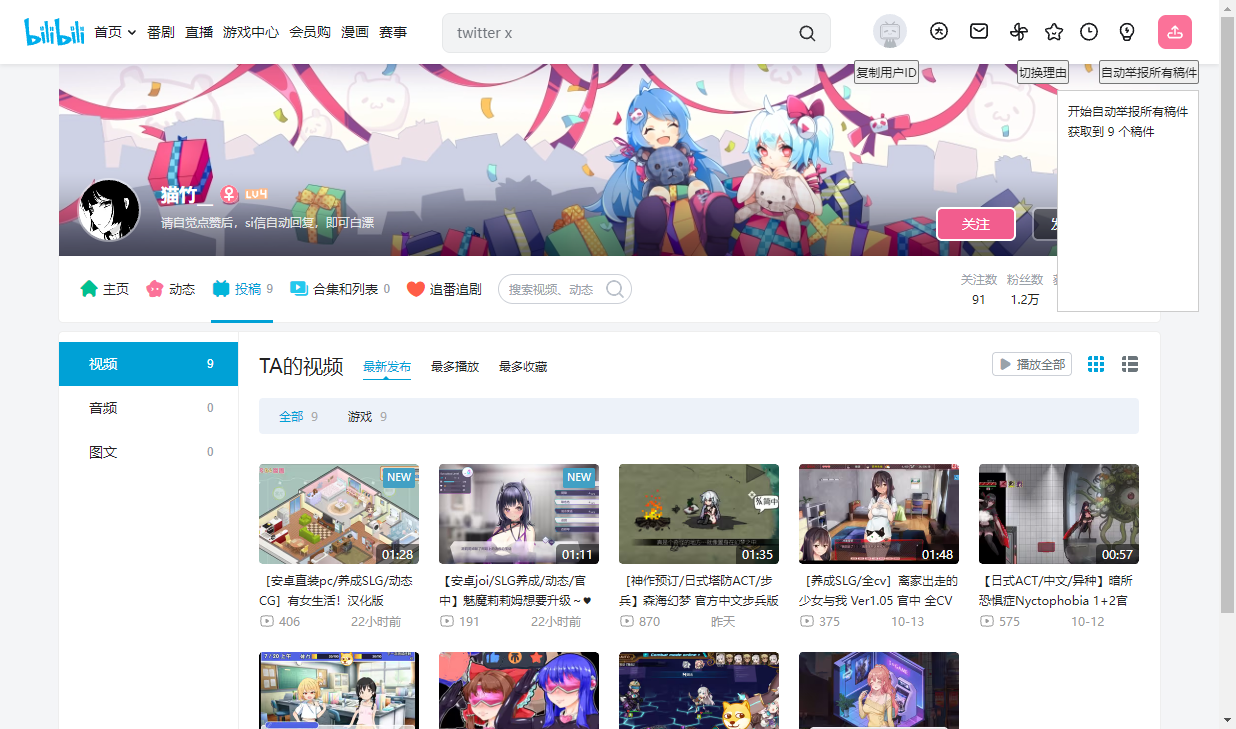 bilibili 首页 番剧 直播 游戏中心 会员购 漫画 赛事 twitter x
复制用户ID 切换理由 自动举报所有稿件
开始自动举报所有稿件
获取到 9 个稿件
猫竹__ LV4
请自觉点赞后，si信自动回复，即可白漂
关注 发
主页 动态 投稿 9 合集和列表 0 追番追剧 搜索视频、动态
关注数 粉丝数
91 1.2万
视频 9
音频 0
图文 0
TA的视频 最新发布 最多播放 最多收藏 播放全部
全部 9 游戏 9
NEW 01:28
［安卓直装pc/养成SLG/动态
CG］有女生活！汉化版
406 22小时前
NEW 01:11
【安卓joi/SLG养成/动态/官
中】魅魔莉莉姆想要升级～♥
191 22小时前
简中
01:35
［神作预订/日式塔防ACT/步
兵］森海幻梦 官方中文步兵版
870 昨天
01:48
［养成SLG/全cv］离家出走的
少女与我 Ver1.05 官中 全CV
375 10-13
00:57
【日式ACT/中文/异种】暗所
恐惧症Nyctophobia 1+2官
575 10-12